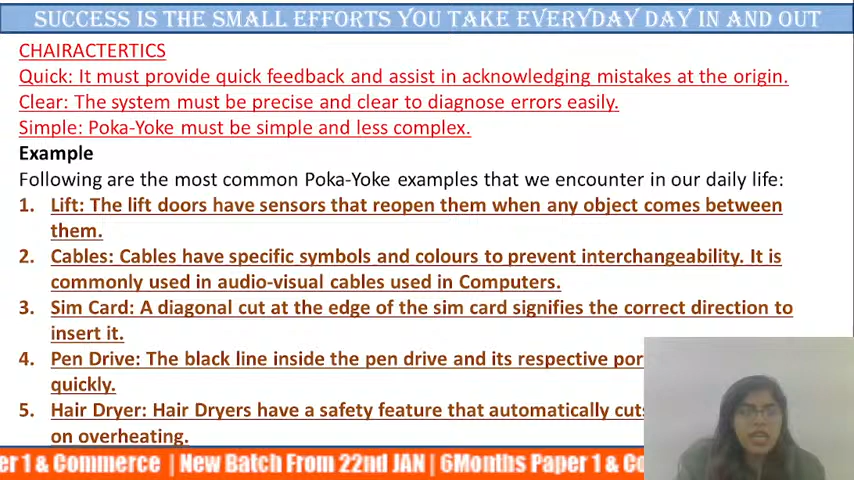 SUCCESS IS THE SMALL EFFORTS YOU TAKE EVERYDAY DAY IN AND OUT
CHAIRACTERTICS
Quick: It must provide quick feedback and assist in acknowledging mistakes at the origin.
Clear: The system must be precise and clear to diagnose errors easily.
Simple: Poka-Yoke must be simple and less complex.
Example
Following are the most common Poka-Yoke examples that we encounter in our daily life:
1. Lift: The lift doors have sensors that reopen them when any object comes between
them.
2. Cables: Cables have specific symbols and colours to prevent interchangeability. It is
commonly used in audio-visual cables used in Computers.
3. Sim Card: A diagonal cut at the edge of the sim card signifies the correct direction to
insert it.
4. Pen Drive: The black line inside the pen drive and its respective
quickly.
5. Hair Dryer: Hair Dryers have a safety feature that automatically
on overheating.
1 & Commerce | New Batch From 22nd JAN | 6Months Paper 1 &